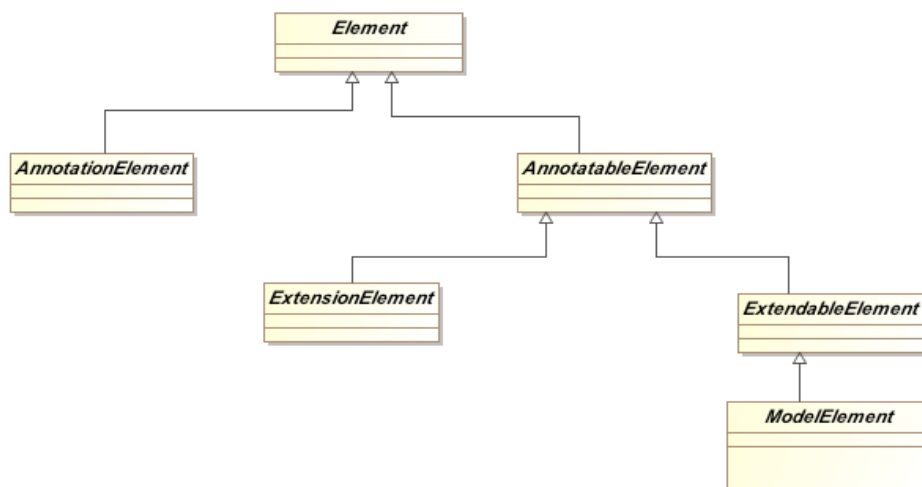 Element
AnnotationElement
AnnotatableElement
ExtensionElement
ExtendableElement
ModelElement